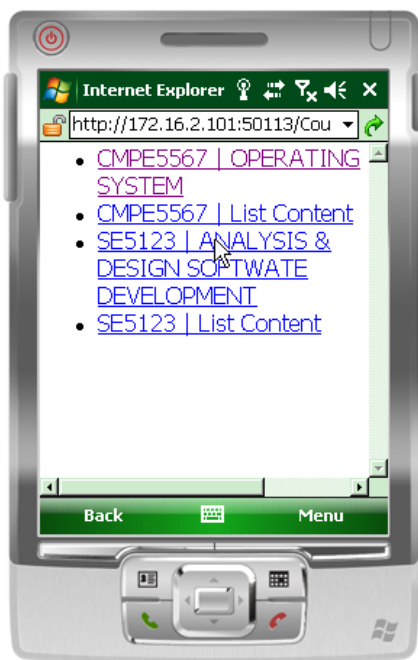 Internet Explorer
http://172.16.2.101:50113/Cou
CMPE5567 | OPERATING
SYSTEM
CMPE5567 | List Content
SE5123 | ANALYSIS &
DESIGN SOFTWATE
DEVELOPMENT
SE5123 | List Content
Back Menu